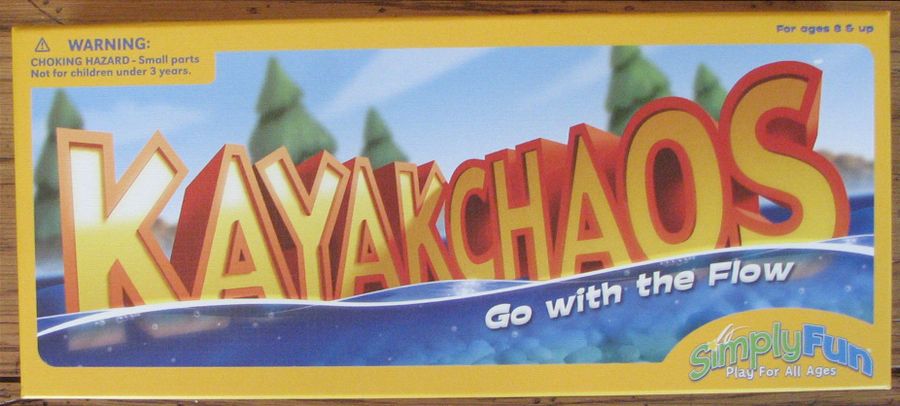 WARNING:
CHOKING HAZARD - Small parts
Not for children under 3 years.
For ages 8 & up
KAYAKCHAOS
Go with the Flow
SimplyFun
Play For All Ages